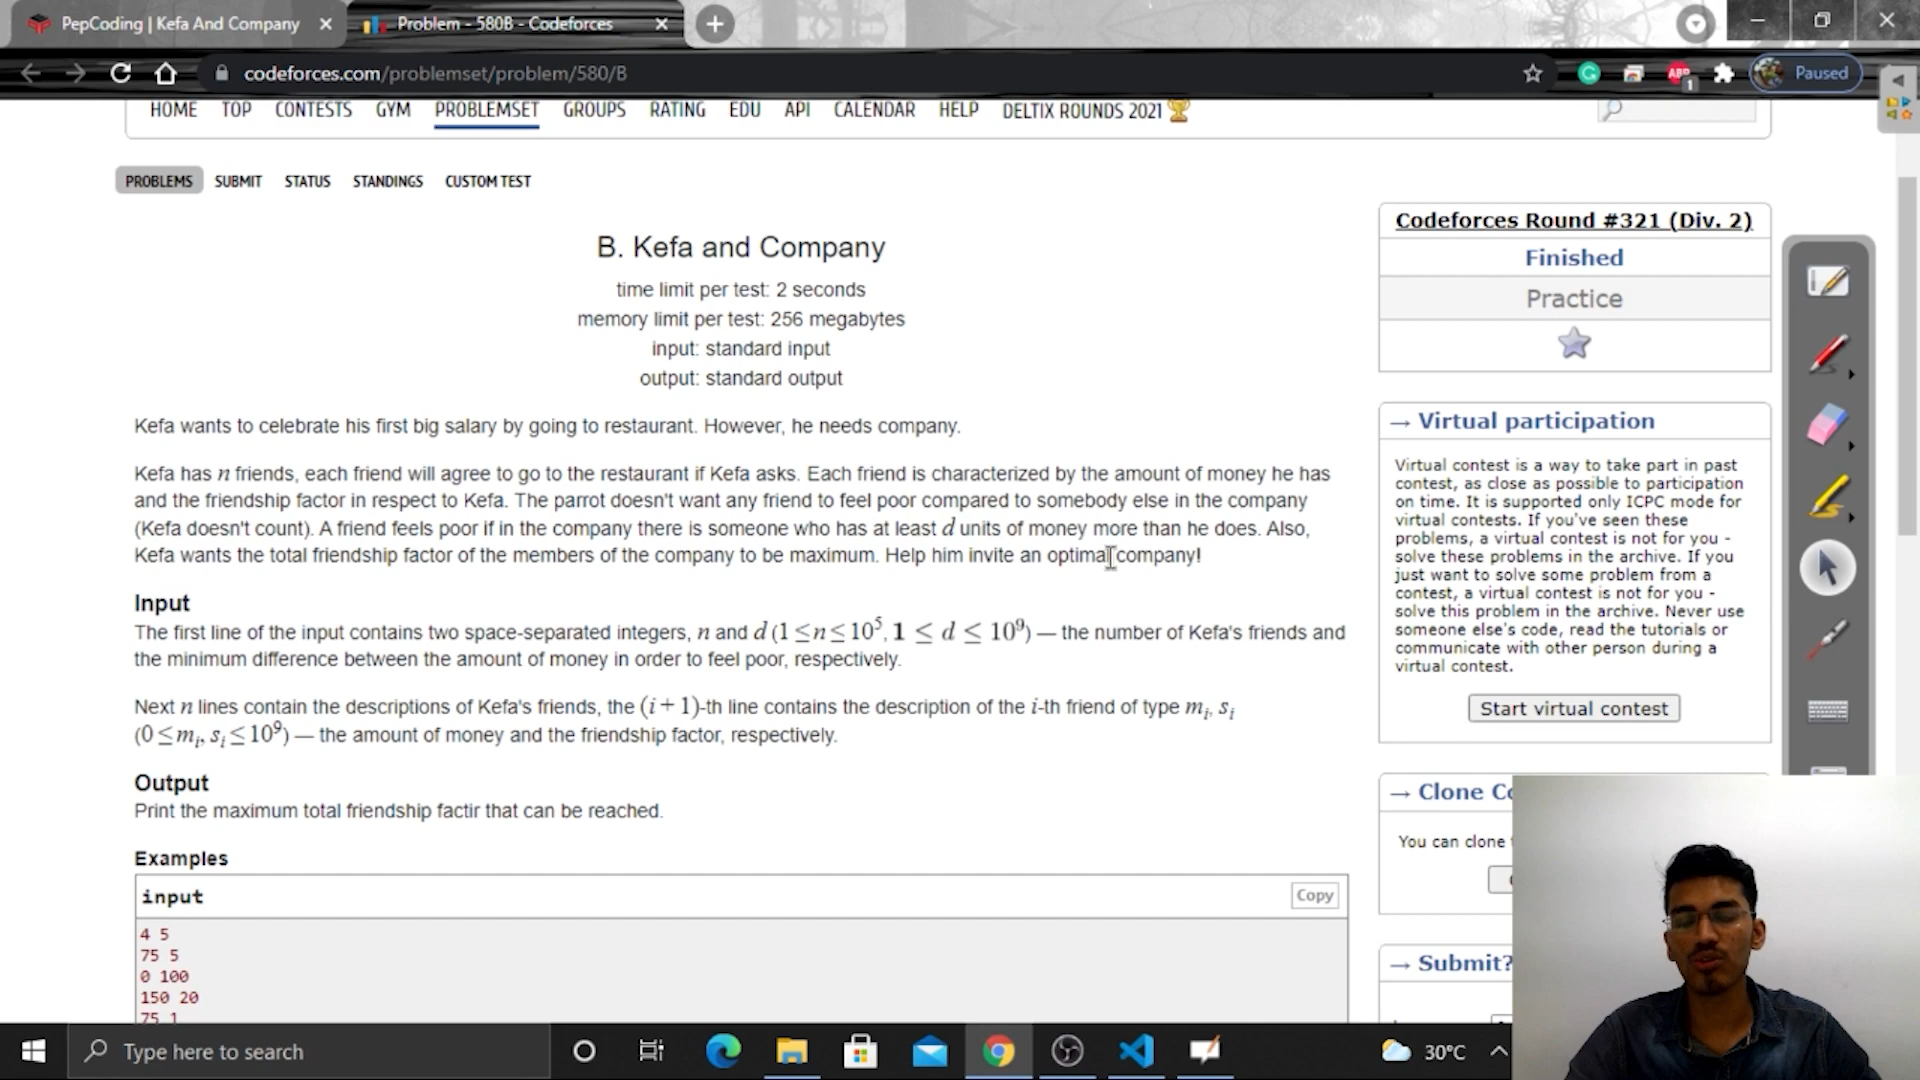 PepCoding | Kefa And Company
Problem - 580B - Codeforces
codeforces.com/problemset/problem/580/B
ABP
1
Paused
HOME TOP CONTESTS GYM PROBLEMSET GROUPS RATING EDU API CALENDAR HELP DELTIX ROUNDS 2021
PROBLEMS SUBMIT STATUS STANDINGS CUSTOM TEST
B. Kefa and Company
time limit per test: 2 seconds
memory limit per test: 256 megabytes
input: standard input
output: standard output
Kefa wants to celebrate his first big salary by going to restaurant. However, he needs company.
Kefa has n friends, each friend will agree to go to the restaurant if Kefa asks. Each friend is characterized by the amount of money he has
and the friendship factor in respect to Kefa. The parrot doesn't want any friend to feel poor compared to somebody else in the company
(Kefa doesn't count). A friend feels poor if in the company there is someone who has at least d units of money more than he does. Also,
Kefa wants the total friendship factor of the members of the company to be maximum. Help him invite an optimal company!
Input
The first line of the input contains two space-separated integers, n and d (1 ≤ n ≤ 10⁵, 1 ≤ d ≤ 10⁹) — the number of Kefa's friends and
the minimum difference between the amount of money in order to feel poor, respectively.
Next n lines contain the descriptions of Kefa's friends, the (i + 1)-th line contains the description of the i-th friend of type mᵢ, sᵢ
(0 ≤ mᵢ, sᵢ ≤ 10⁹) — the amount of money and the friendship factor, respectively.
Output
Print the maximum total friendship factir that can be reached.
Examples
input
Copy
4 5
75 5
0 100
150 20
75 1
Codeforces Round #321 (Div. 2)
Finished
Practice
→ Virtual participation
Virtual contest is a way to take part in past
contest, as close as possible to participation
on time. It is supported only ICPC mode for
virtual contests. If you've seen these
problems, a virtual contest is not for you -
solve these problems in the archive. If you
just want to solve some problem from a
contest, a virtual contest is not for you -
solve this problem in the archive. Never use
someone else's code, read the tutorials or
communicate with other person during a
virtual contest.
Start virtual contest
→ Clone
You can clone
→ Submit?
Type here to search
30°C